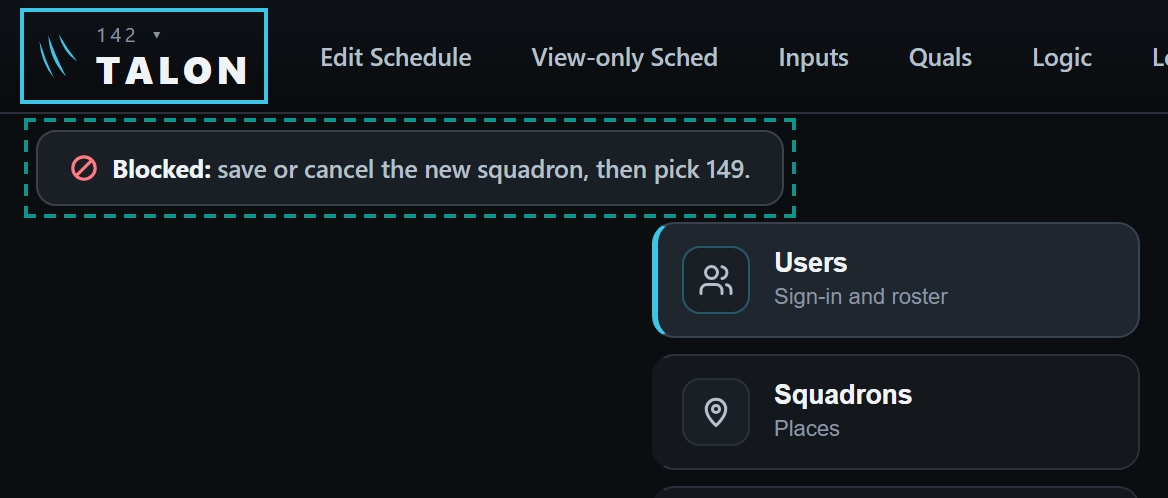 142 ▾
TALON
Edit Schedule
View-only Sched
Inputs
Quals
Logic
Blocked: save or cancel the new squadron, then pick 149.
Users
Sign-in and roster
Squadrons
Places